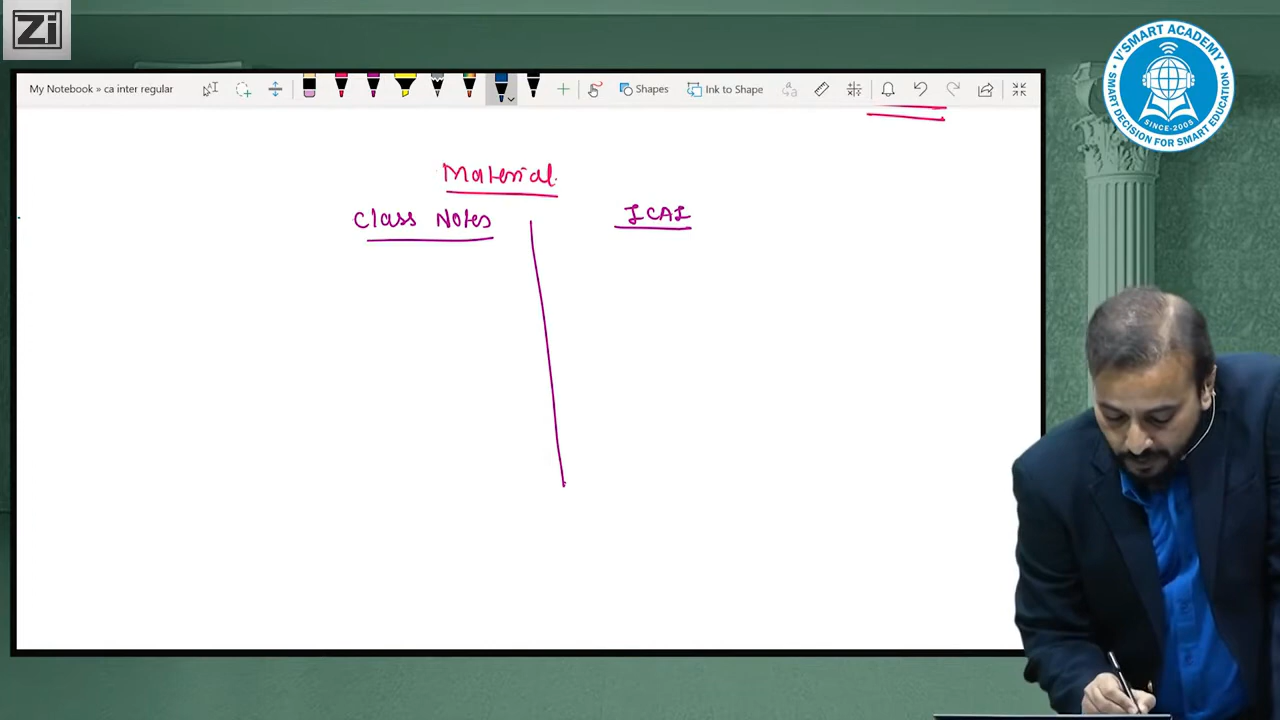 Zi
My Notebook » ca inter regular
Shapes
Ink to Shape
V'SMART ACADEMY
SMART DECISION FOR SMART EDUCATION
SINCE-2005
Material
Class Notes
ICAI